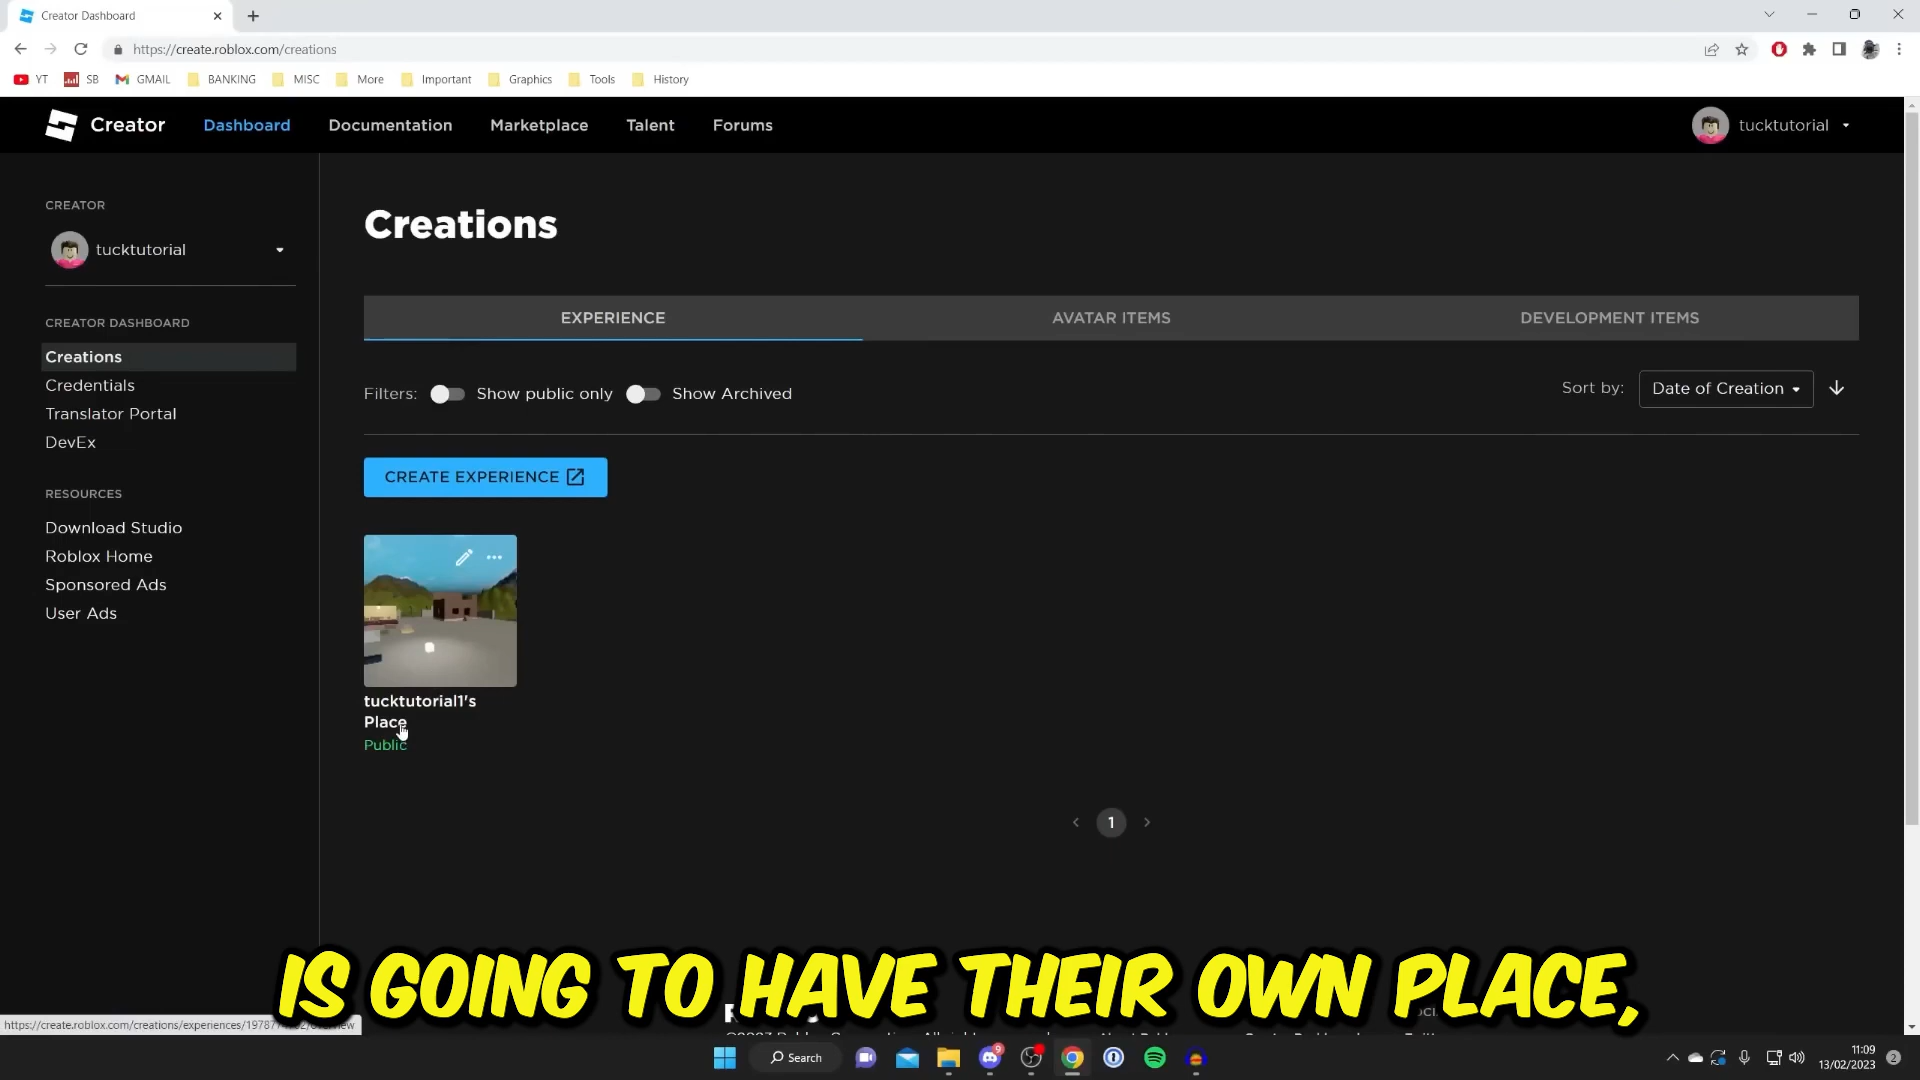 Creator Dashboard
https://create.roblox.com/creations
YT SB GMAIL BANKING MISC More Important Graphics Tools History
Creator Dashboard Documentation Marketplace Talent Forums tucktutorial
CREATOR
tucktutorial
CREATOR DASHBOARD
Creations
Credentials
Translator Portal
DevEx
RESOURCES
Download Studio
Roblox Home
Sponsored Ads
User Ads
Creations
EXPERIENCE AVATAR ITEMS DEVELOPMENT ITEMS
Filters: Show public only Show Archived Sort by: Date of Creation
CREATE EXPERIENCE
tucktutorial1's
Place
Public
1
IS GOING TO HAVE THEIR OWN PLACE,
Search
9
11:09
13/02/2023
2